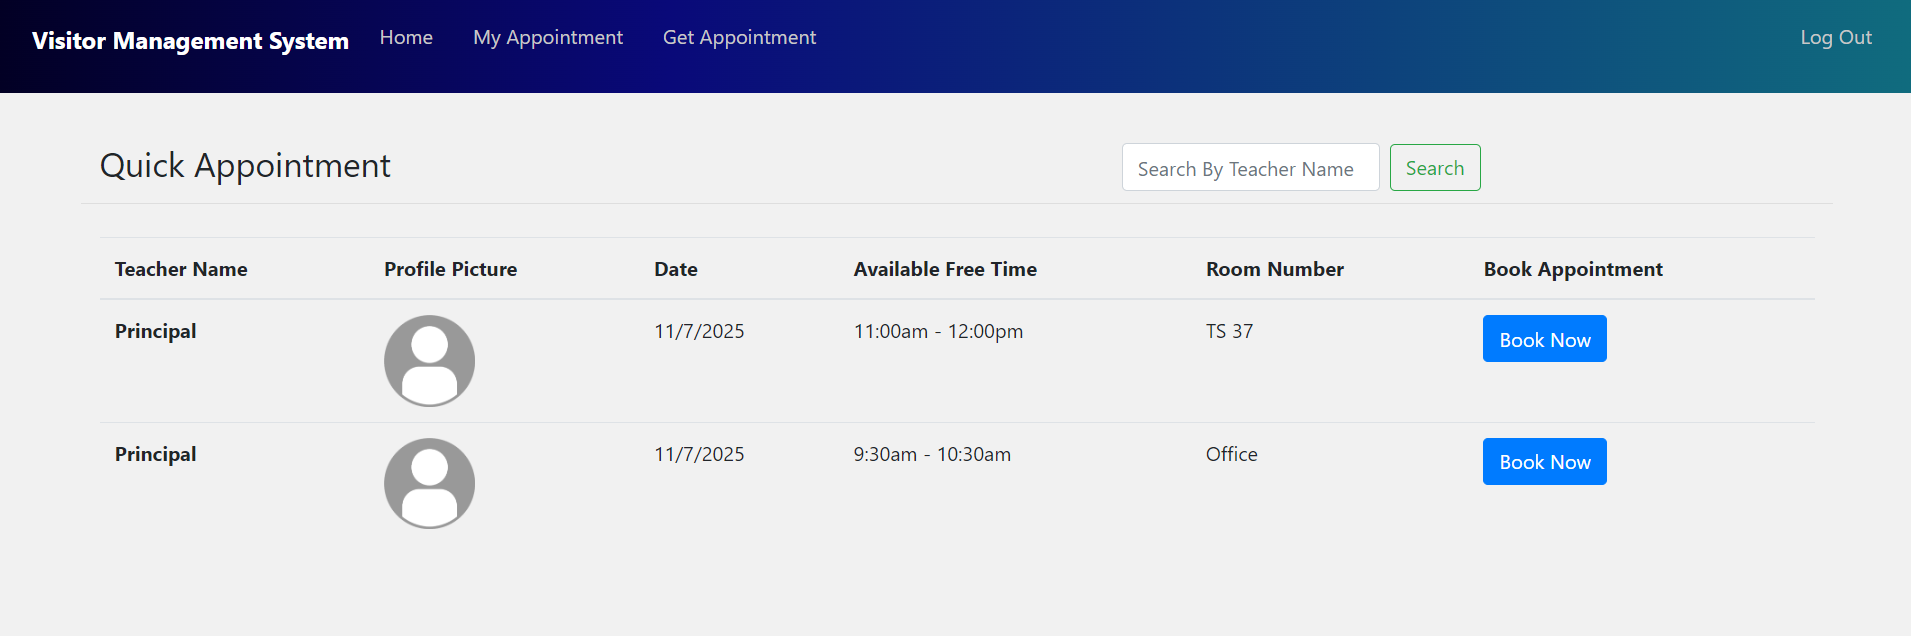 Visitor Management System Home My Appointment Get Appointment Log Out
Quick Appointment Search By Teacher Name Search
Teacher Name Profile Picture Date Available Free Time Room Number Book Appointment
Principal 11/7/2025 11:00am - 12:00pm TS 37 Book Now
Principal 11/7/2025 9:30am - 10:30am Office Book Now